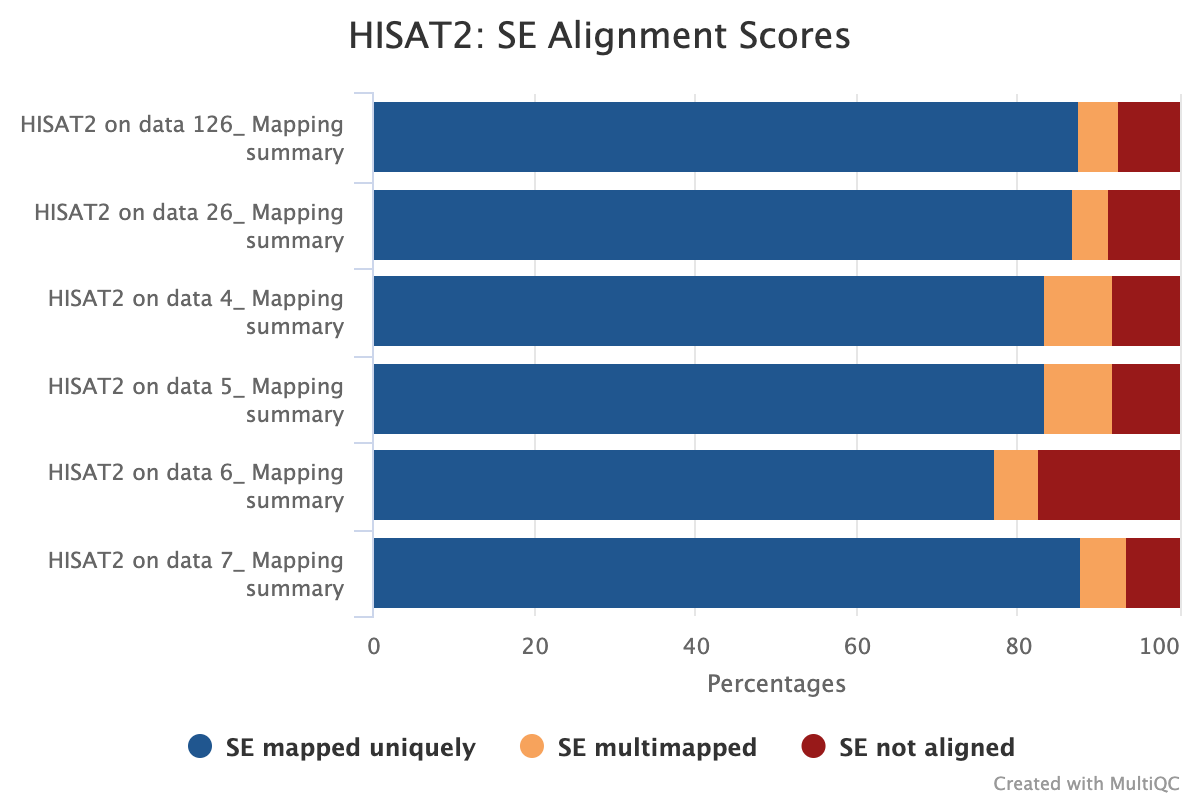 HISAT2: SE Alignment Scores
HISAT2 on data 126_ Mapping
summary
HISAT2 on data 26_ Mapping
summary
HISAT2 on data 4_ Mapping
summary
HISAT2 on data 5_ Mapping
summary
HISAT2 on data 6_ Mapping
summary
HISAT2 on data 7_ Mapping
summary
0 20 40 60 80 100
Percentages
SE mapped uniquely SE multimapped SE not aligned
Created with MultiQC